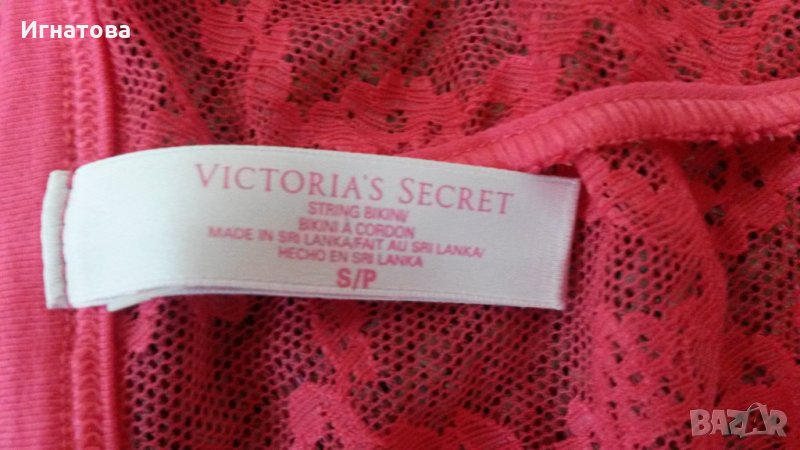 Игнатова
VICTORIA'S SECRET
STRING BIKINI/
BIKINI À CORDON
MADE IN SRI LANKA/FAIT AU SRI LANKA/
HECHO EN SRI LANKA
S/P
BAZAR